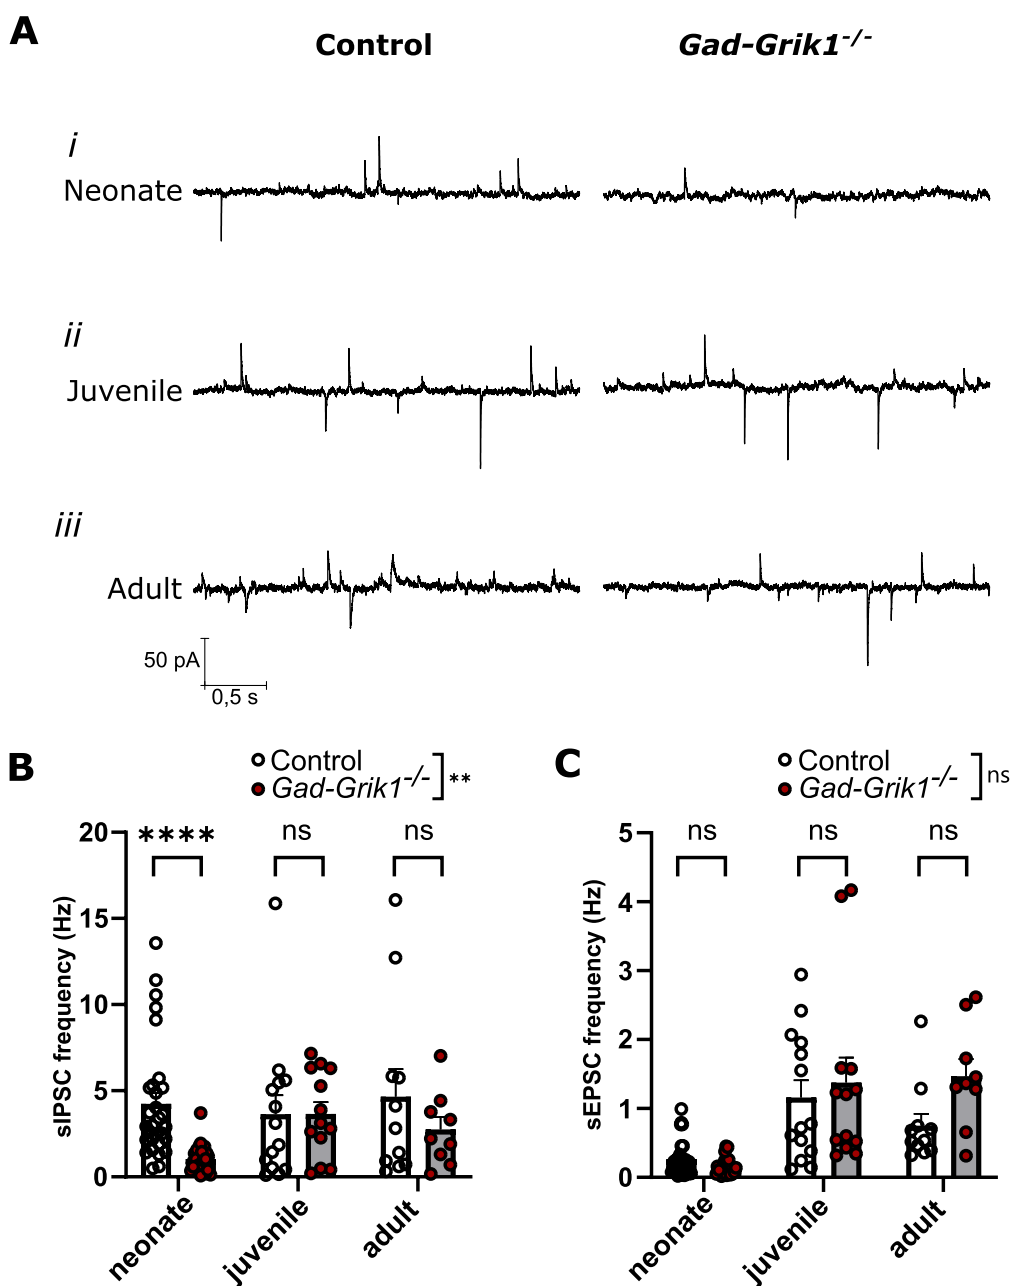 A
Control
Gad-Grik1-/-
i
Neonate
ii
Juvenile
iii
Adult
50 pA
0,5 s
B
Control
Gad-Grik1-/-
**
20
15
10
5
0
sIPSC frequency (Hz)
****
ns
ns
neonate
juvenile
adult
C
Control
Gad-Grik1-/-
ns
5
4
3
2
1
0
sEPSC frequency (Hz)
ns
ns
ns
neonate
juvenile
adult